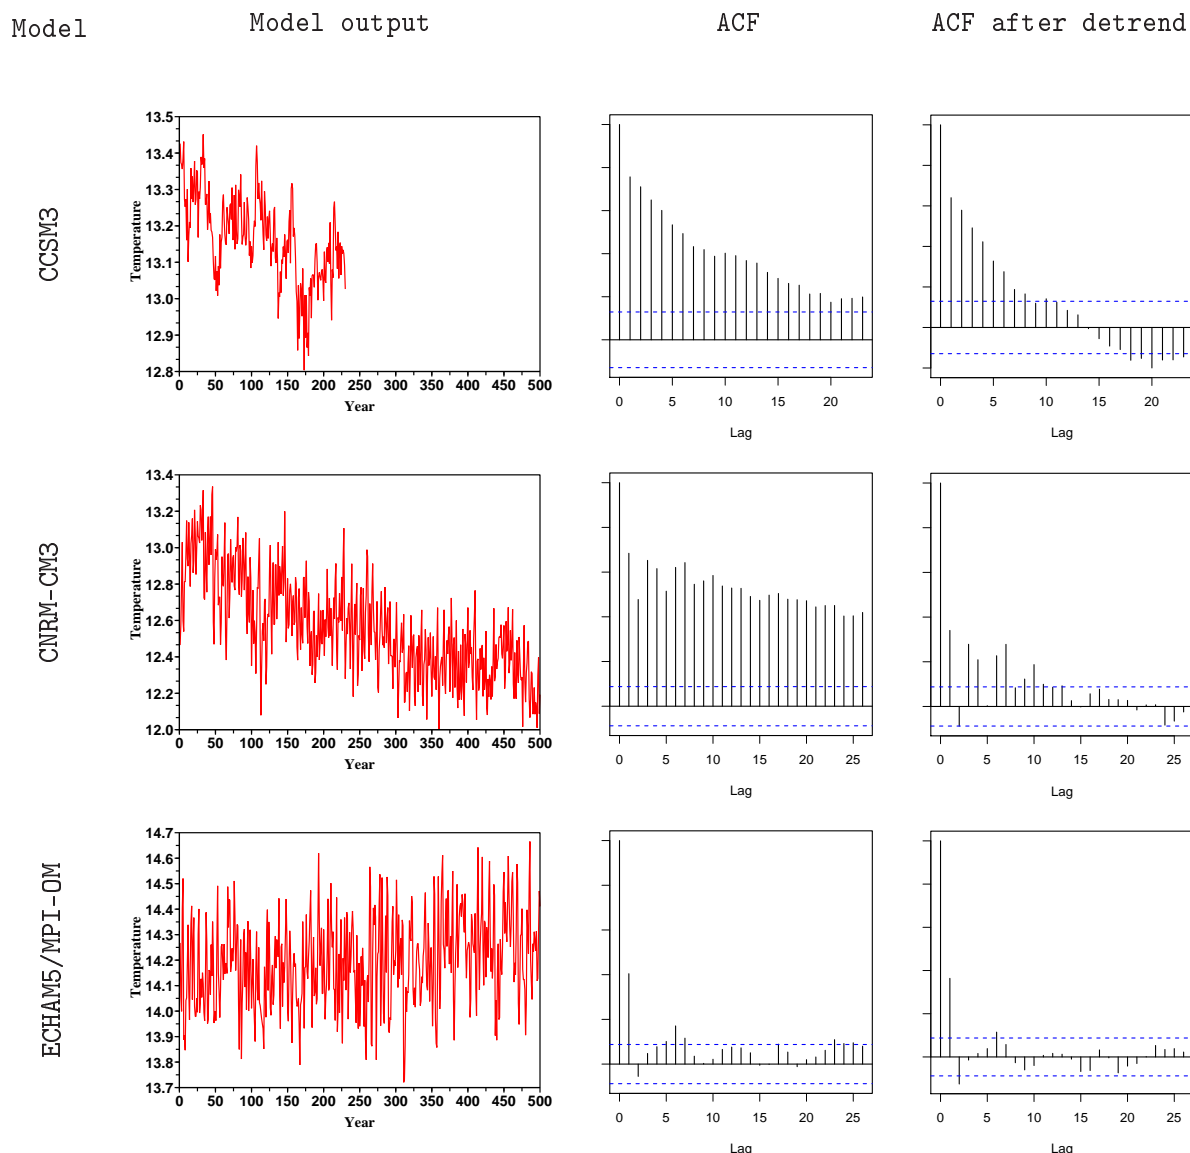 Model Model output ACF ACF after detrend
CCSM3
Temperature
13.5
13.4
13.3
13.2
13.1
13.0
12.9
12.8
0 50 100 150 200 250 300 350 400 450 500
Year
0 5 10 15 20
Lag
0 5 10 15 20
Lag
CNRM-CM3
Temperature
13.4
13.2
13.0
12.8
12.6
12.4
12.2
12.0
0 50 100 150 200 250 300 350 400 450 500
Year
0 5 10 15 20 25
Lag
0 5 10 15 20 25
Lag
ECHAM5/MPI-OM
Temperature
14.7
14.6
14.5
14.4
14.3
14.2
14.1
14.0
13.9
13.8
13.7
0 50 100 150 200 250 300 350 400 450 500
Year
0 5 10 15 20 25
Lag
0 5 10 15 20 25
Lag